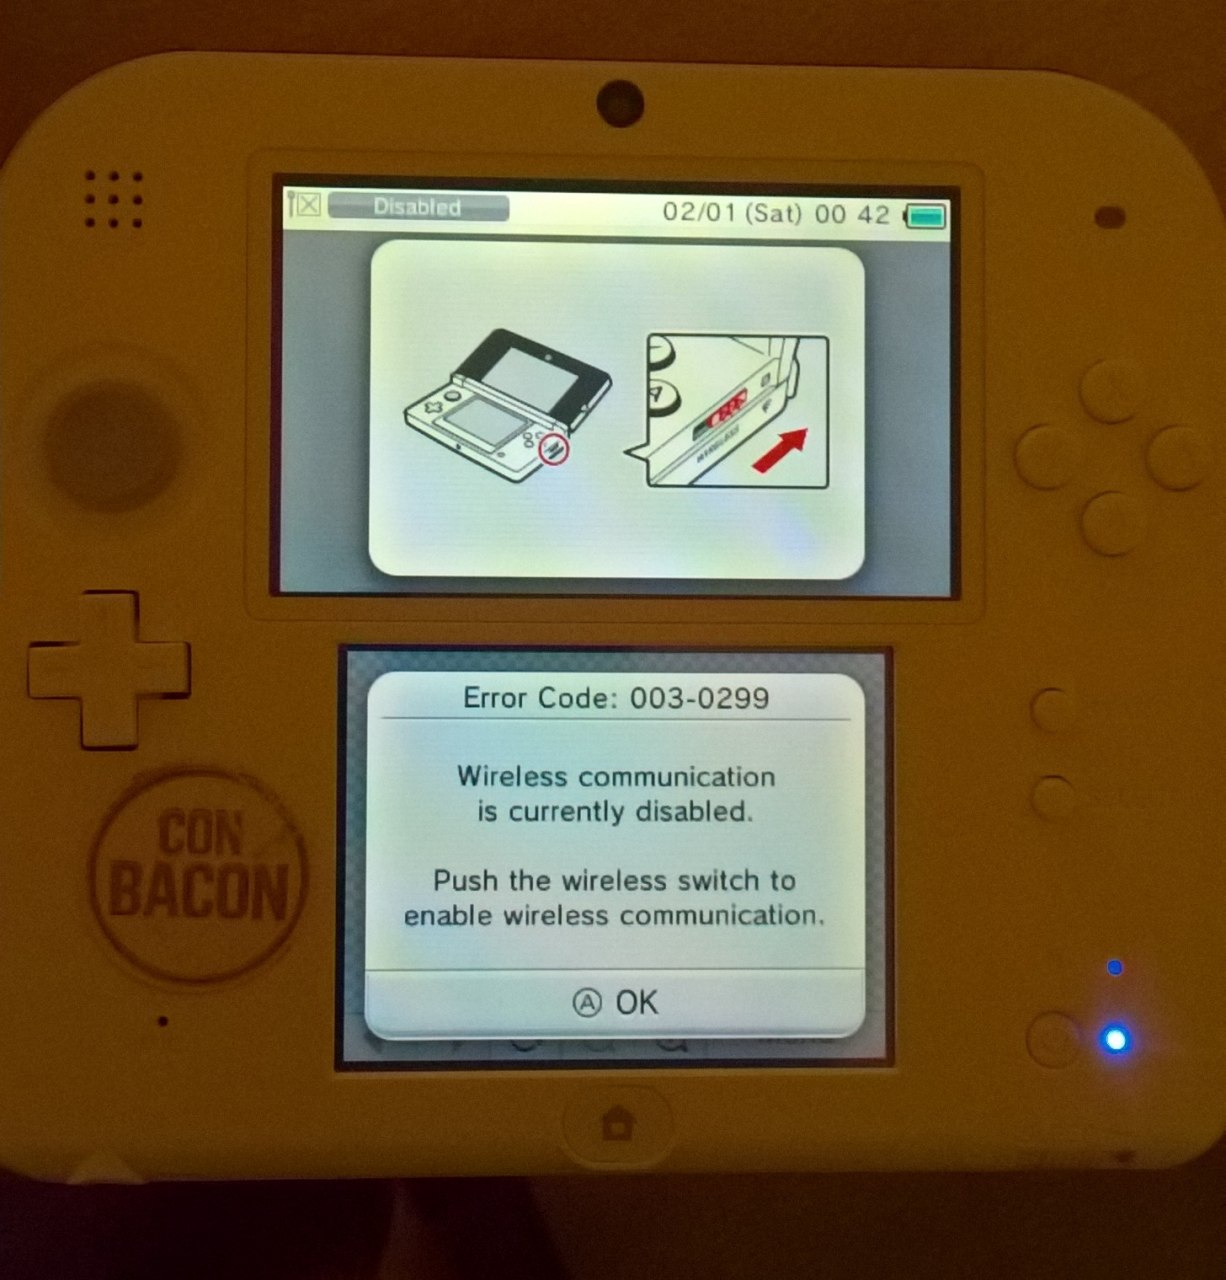 Disabled
02/01 (Sat) 00 42
A
WIRELESS
Error Code: 003-0299
Wireless communication
is currently disabled.
Push the wireless switch to
enable wireless communication.
A OK
CON
BACON